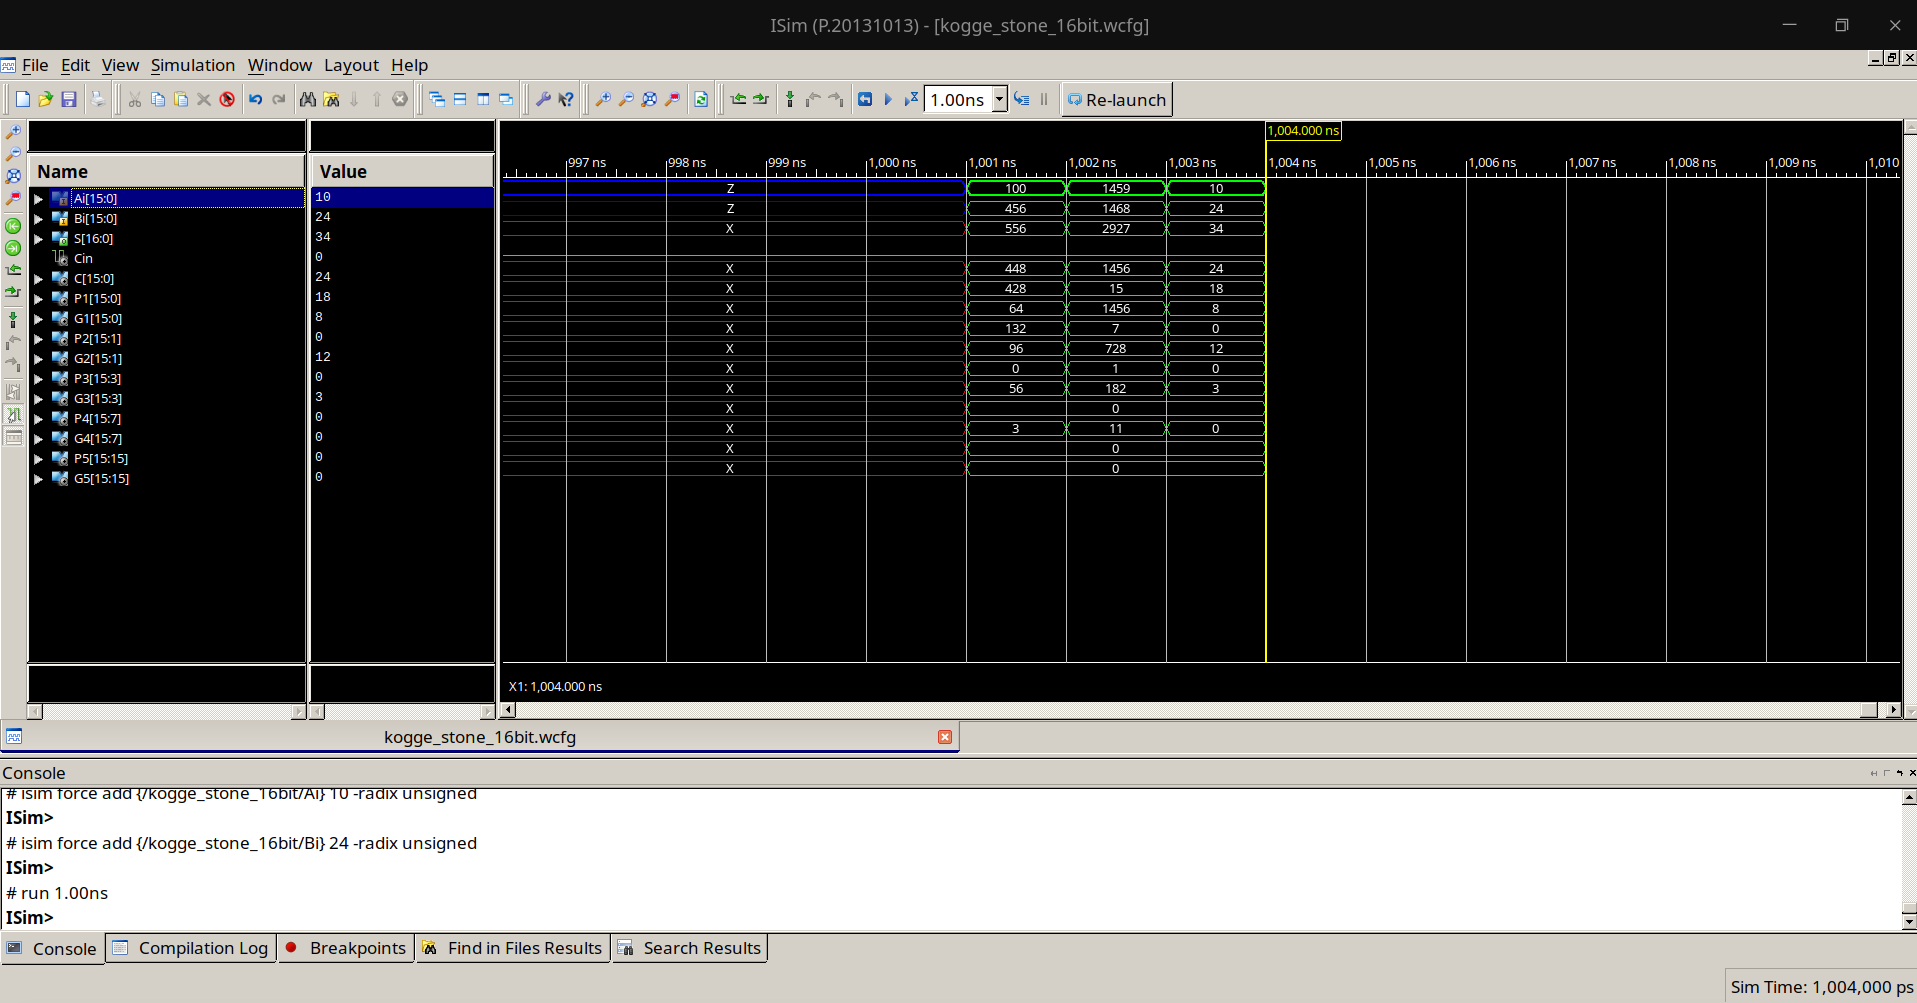 ISim (P.20131013) - [kogge_stone_16bit.wcfg]
File Edit View Simulation Window Layout Help
1.00ns Re-launch
1,004.000 ns
997 ns 998 ns 999 ns 1,000 ns 1,001 ns 1,002 ns 1,003 ns 1,004 ns 1,005 ns 1,006 ns 1,007 ns 1,008 ns 1,009 ns 1,010
Name Value
Ai[15:0] 10 Z 100 1459 10
Bi[15:0] 24 Z 456 1468 24
S[16:0] 34 X 556 2927 34
Cin 0
C[15:0] 24 X 448 1456 24
P1[15:0] 18 X 428 15 18
G1[15:0] 8 X 64 1456 8
P2[15:1] 0 X 132 7 0
G2[15:1] 12 X 96 728 12
P3[15:3] 0 X 0 1 0
G3[15:3] 3 X 56 182 3
P4[15:7] 0 X 0
G4[15:7] 0 X 3 11 0
P5[15:15] 0 X 0
G5[15:15] 0 X 0
X1: 1,004.000 ns
kogge_stone_16bit.wcfg
Console
# isim force add {/kogge_stone_16bit/Ai} 10 -radix unsigned
ISim>
# isim force add {/kogge_stone_16bit/Bi} 24 -radix unsigned
ISim>
# run 1.00ns
ISim>
Console Compilation Log Breakpoints Find in Files Results Search Results
Sim Time: 1,004,000 ps